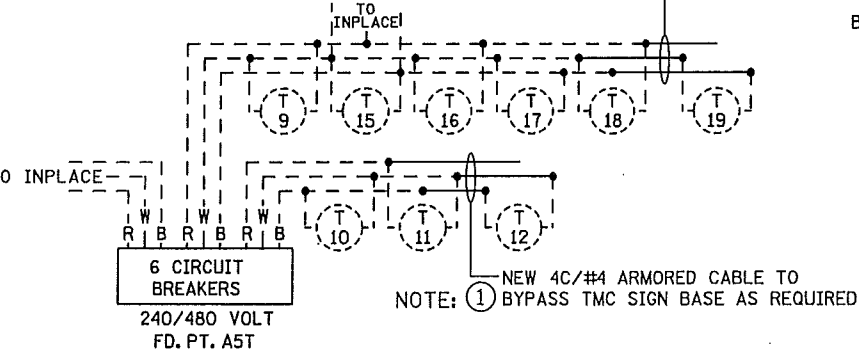 TO
INPLACE
B
T
9
T
15
T
16
T
17
T
18
T
19
O INPLACE
W W W
R B R B R B
T
10
T
11
T
12
6 CIRCUIT
BREAKERS
240/480 VOLT
FD. PT. A5T
NEW 4C/#4 ARMORED CABLE TO
NOTE: 1 BYPASS TMC SIGN BASE AS REQUIRED